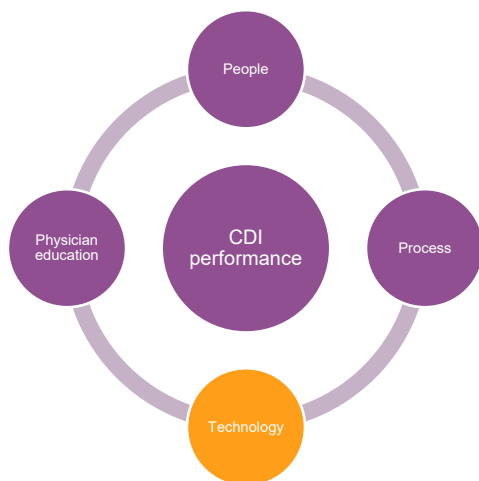 People
Physician
education
CDI
performance
Process
Technology